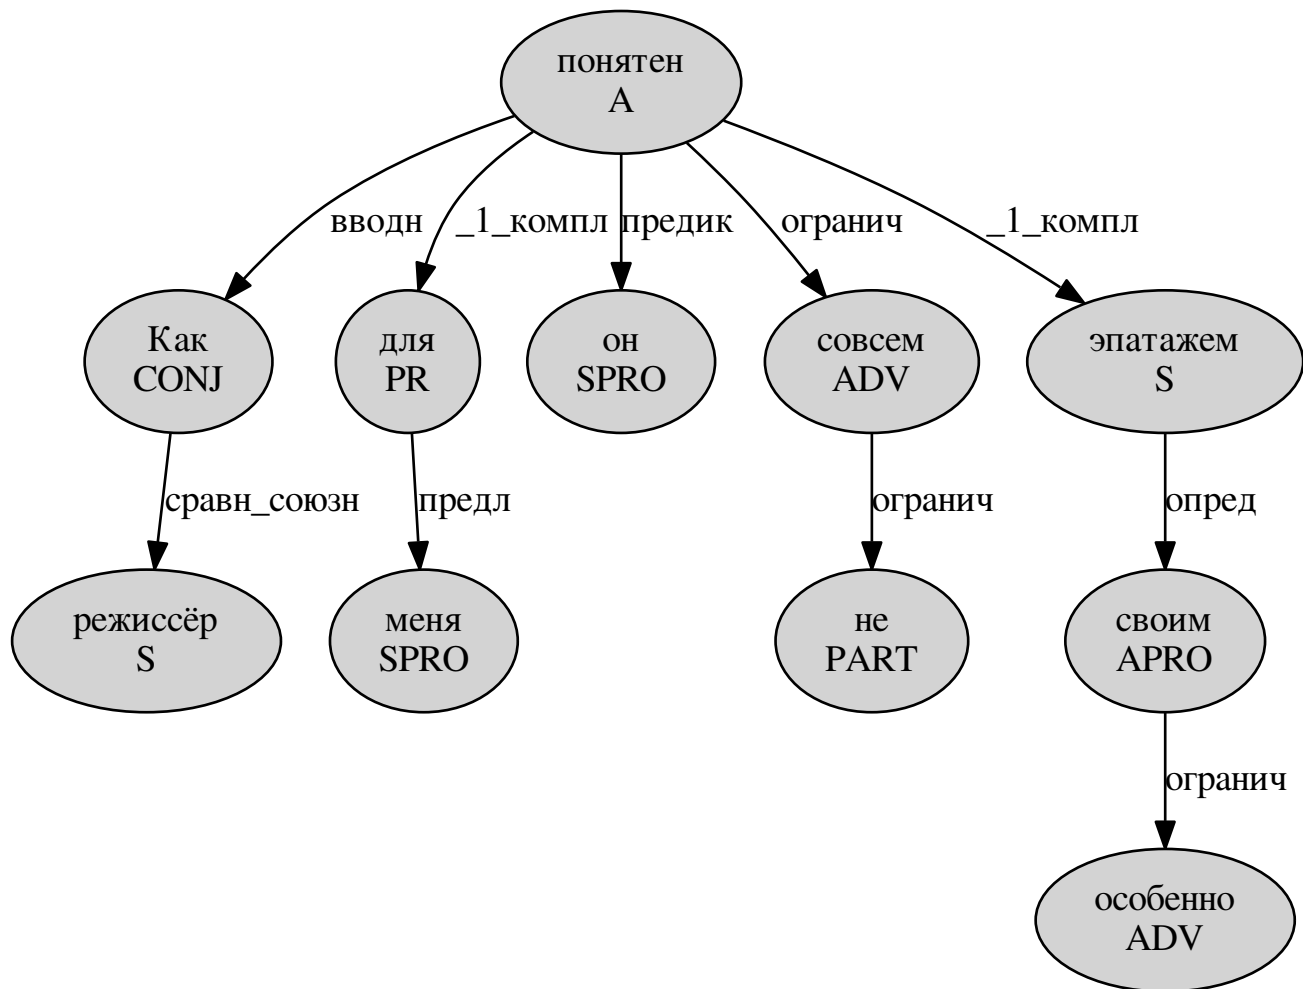 понятен
A
вводн
_1_компл
предик
огранич
_1_компл
Как
CONJ
для
PR
он
SPRO
совсем
ADV
эпатажем
S
сравн_союзн
предл
огранич
опред
режиссёр
S
меня
SPRO
не
PART
своим
APRO
огранич
особенно
ADV